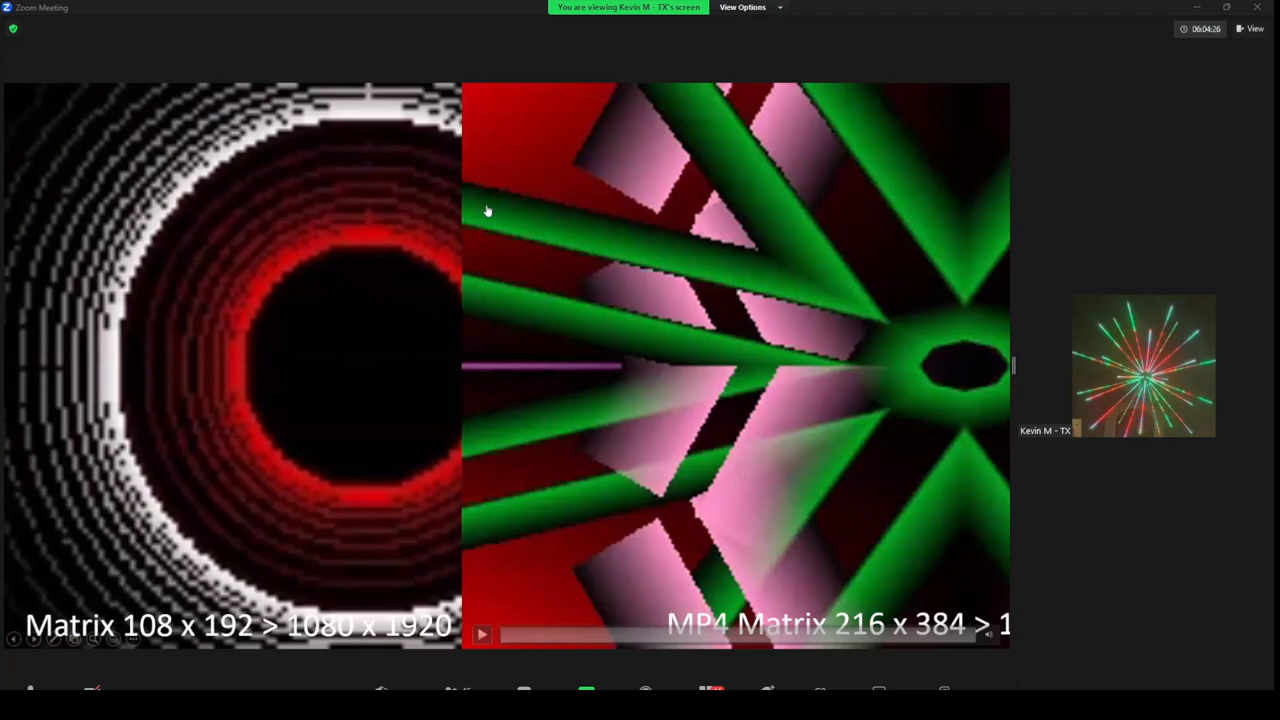 Zoom Meeting
You are viewing Kevin M - TX's screen
View Options
06:04:26
View
Kevin M - TX
Matrix 108 x 192 > 1080 x 1920
MP4 Matrix 216 x 384 > 1